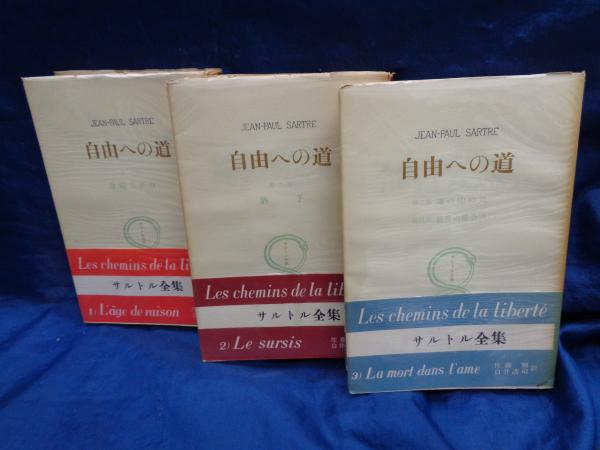 JEAN-PAUL SARTRE
自由への道
Les chemins de la li
サルトル全集
1) L'âge de raison
JEAN-PAUL SARTRE
自由への道
Les chemins de la lib
サルトル全集
2) Le sursis
JEAN-PAUL SARTRE
自由への道
Les chemins de la liberté
サルトル全集
3) La mort dans l'ame